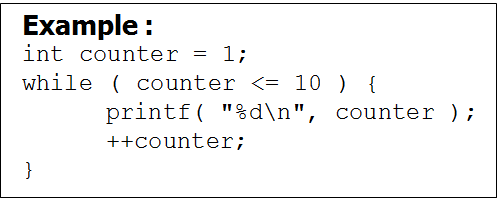 Example :
int counter = 1;
while ( counter <= 10 ) {
printf( "%d\n", counter );
++counter;
}